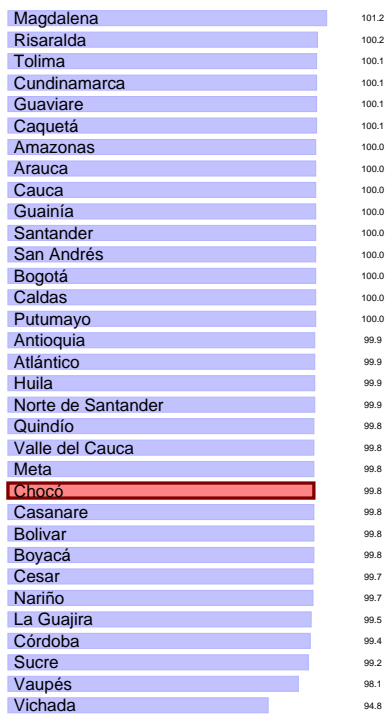 Magdalena 101.2
Risaralda 100.2
Tolima 100.1
Cundinamarca 100.1
Guaviare 100.1
Caquetá 100.1
Amazonas 100.0
Arauca 100.0
Cauca 100.0
Guainía 100.0
Santander 100.0
San Andrés 100.0
Bogotá 100.0
Caldas 100.0
Putumayo 100.0
Antioquia 99.9
Atlántico 99.9
Huila 99.9
Norte de Santander 99.9
Quindío 99.8
Valle del Cauca 99.8
Meta 99.8
Chocó 99.8
Casanare 99.8
Bolivar 99.8
Boyacá 99.8
Cesar 99.7
Nariño 99.7
La Guajira 99.5
Córdoba 99.4
Sucre 99.2
Vaupés 98.1
Vichada 94.8